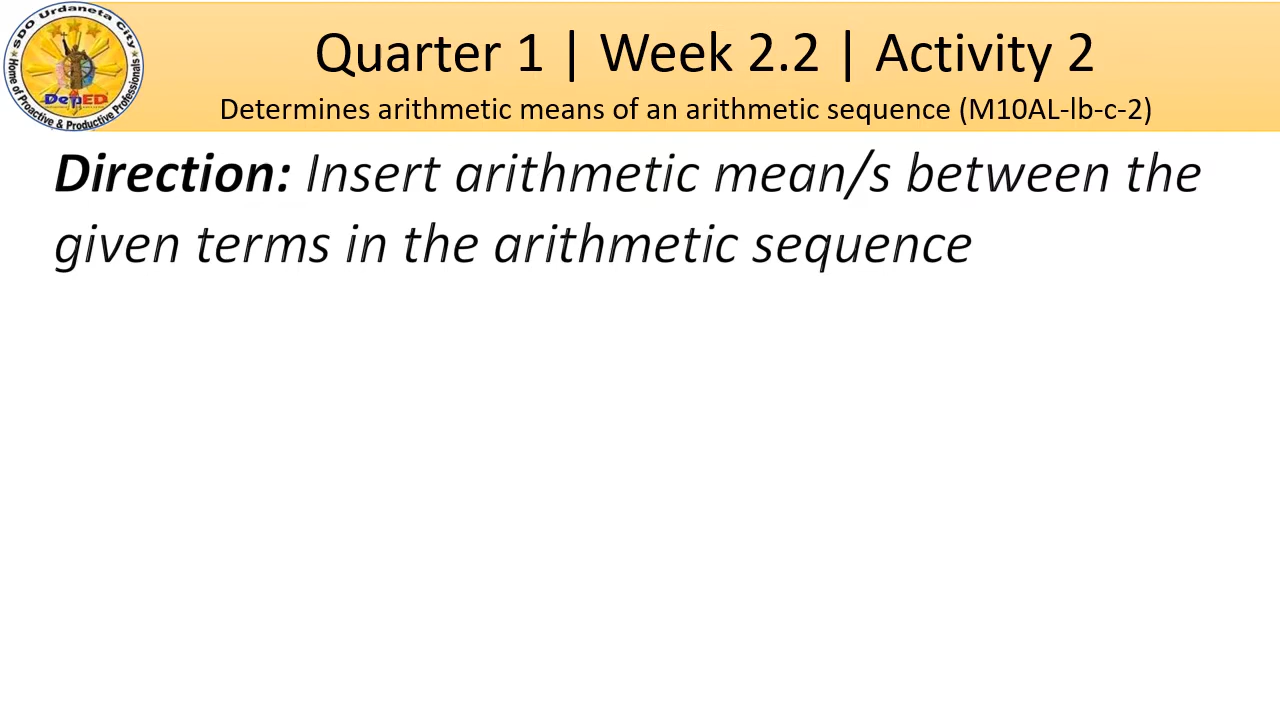 SDO Urdaneta City
Home of Proactive & Productive Professionals
DepED
Quarter 1 | Week 2.2 | Activity 2
Determines arithmetic means of an arithmetic sequence (M10AL-lb-c-2)
Direction: Insert arithmetic mean/s between the
given terms in the arithmetic sequence